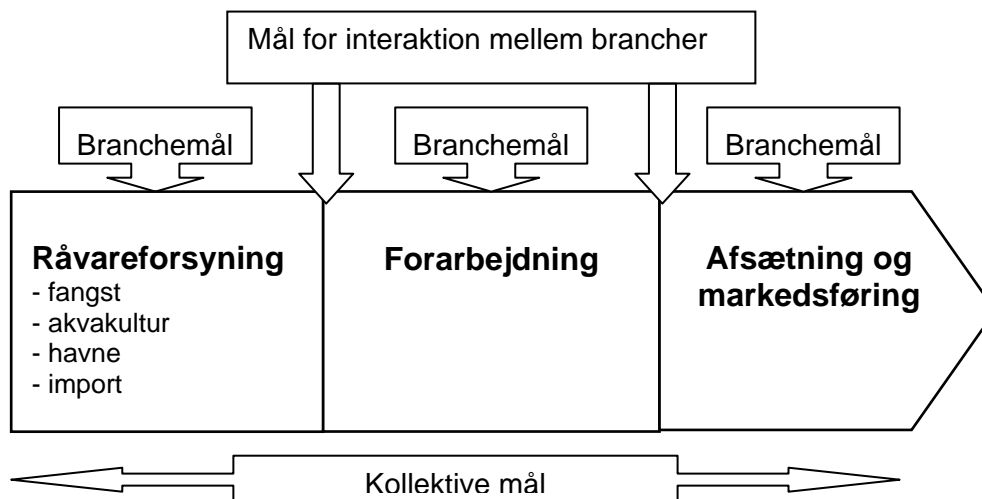 Mål for interaktion mellem brancher
Branchemål
Branchemål
Branchemål
Råvareforsyning
- fangst
- akvakultur
- havne
- import
Forarbejdning
Afsætning og
markedsføring
Kollektive mål